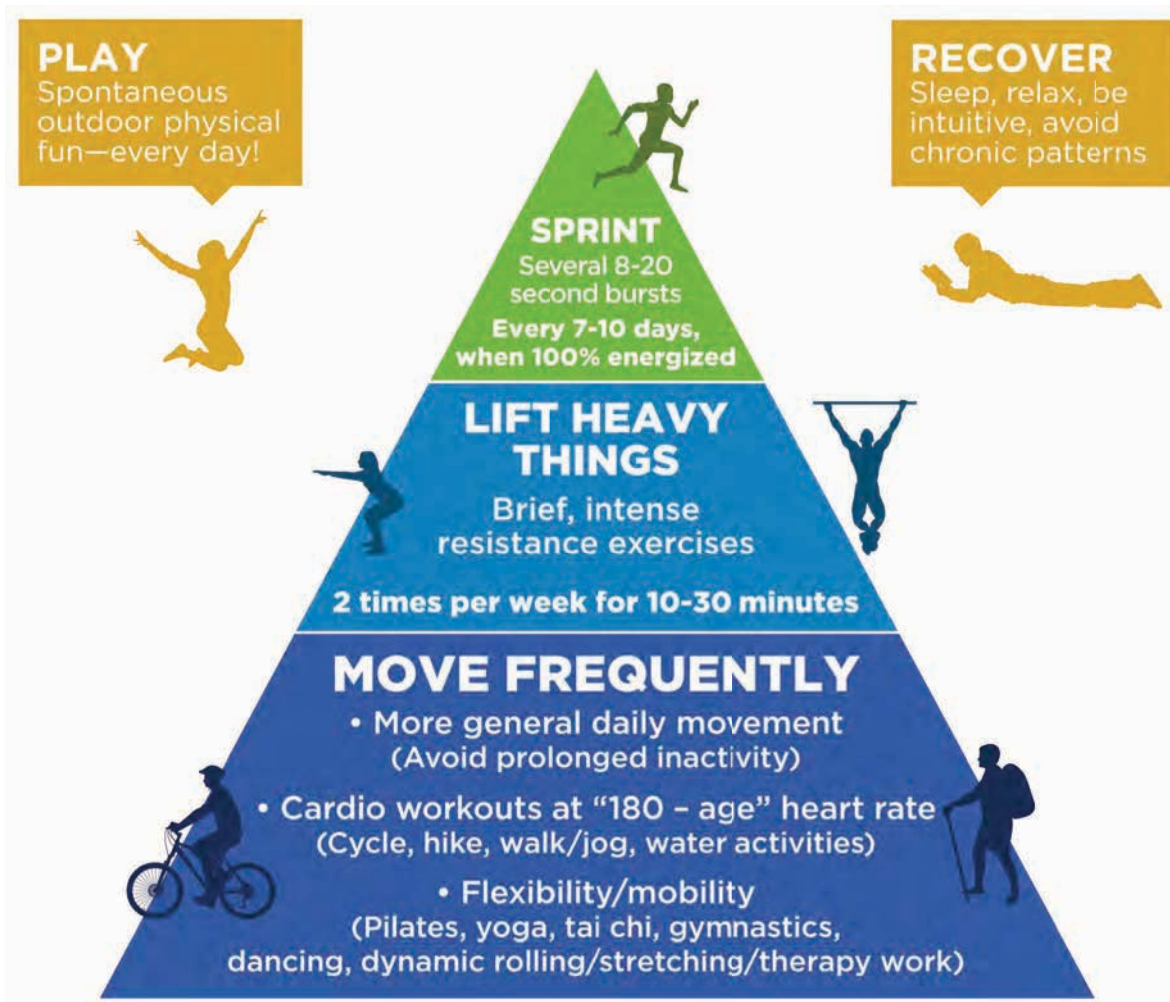 PLAY
Spontaneous
outdoor physical
fun—every day!
RECOVER
Sleep, relax, be
intuitive, avoid
chronic patterns
SPRINT
Several 8-20
second bursts
Every 7-10 days,
when 100% energized
LIFT HEAVY
THINGS
Brief, intense
resistance exercises
2 times per week for 10-30 minutes
MOVE FREQUENTLY
• More general daily movement
(Avoid prolonged inactivity)
• Cardio workouts at “180 – age” heart rate
(Cycle, hike, walk/jog, water activities)
• Flexibility/mobility
(Pilates, yoga, tai chi, gymnastics,
dancing, dynamic rolling/stretching/therapy work)